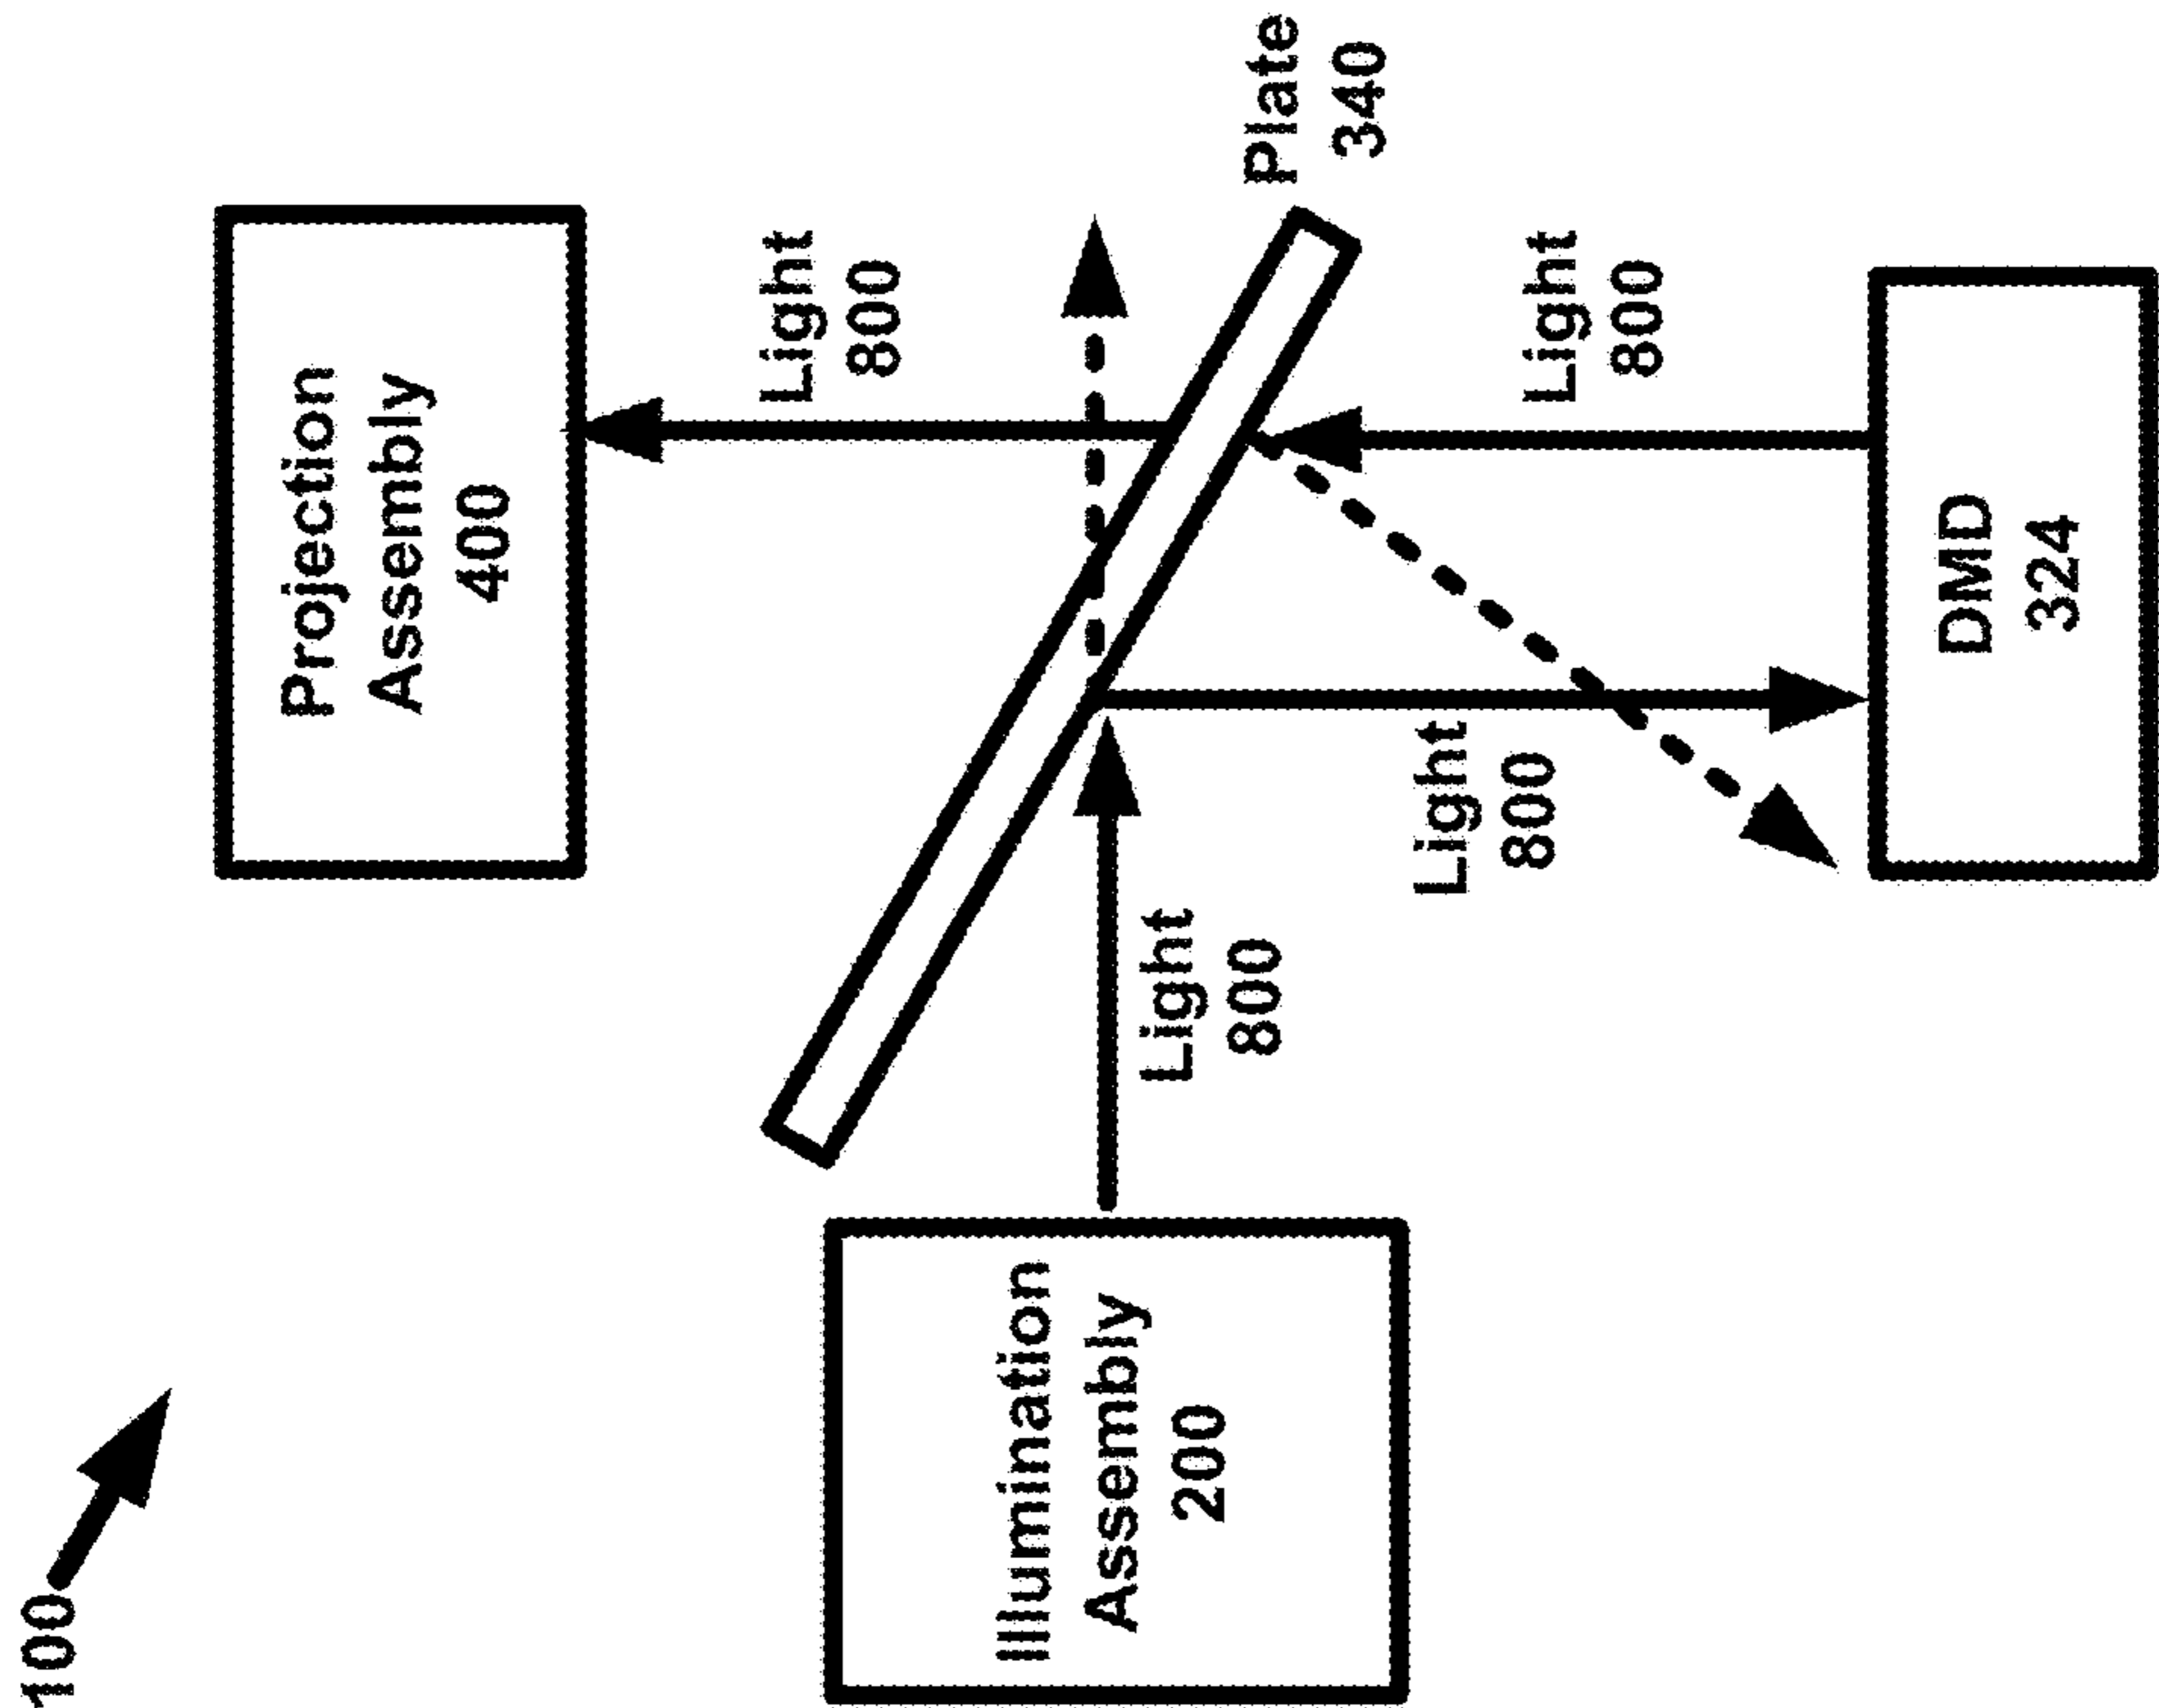 100
Projection
Assembly
400
Light
800
Plate
340
Illumination
Assembly
200
Light
800
Light
800
Light
800
DMD
324